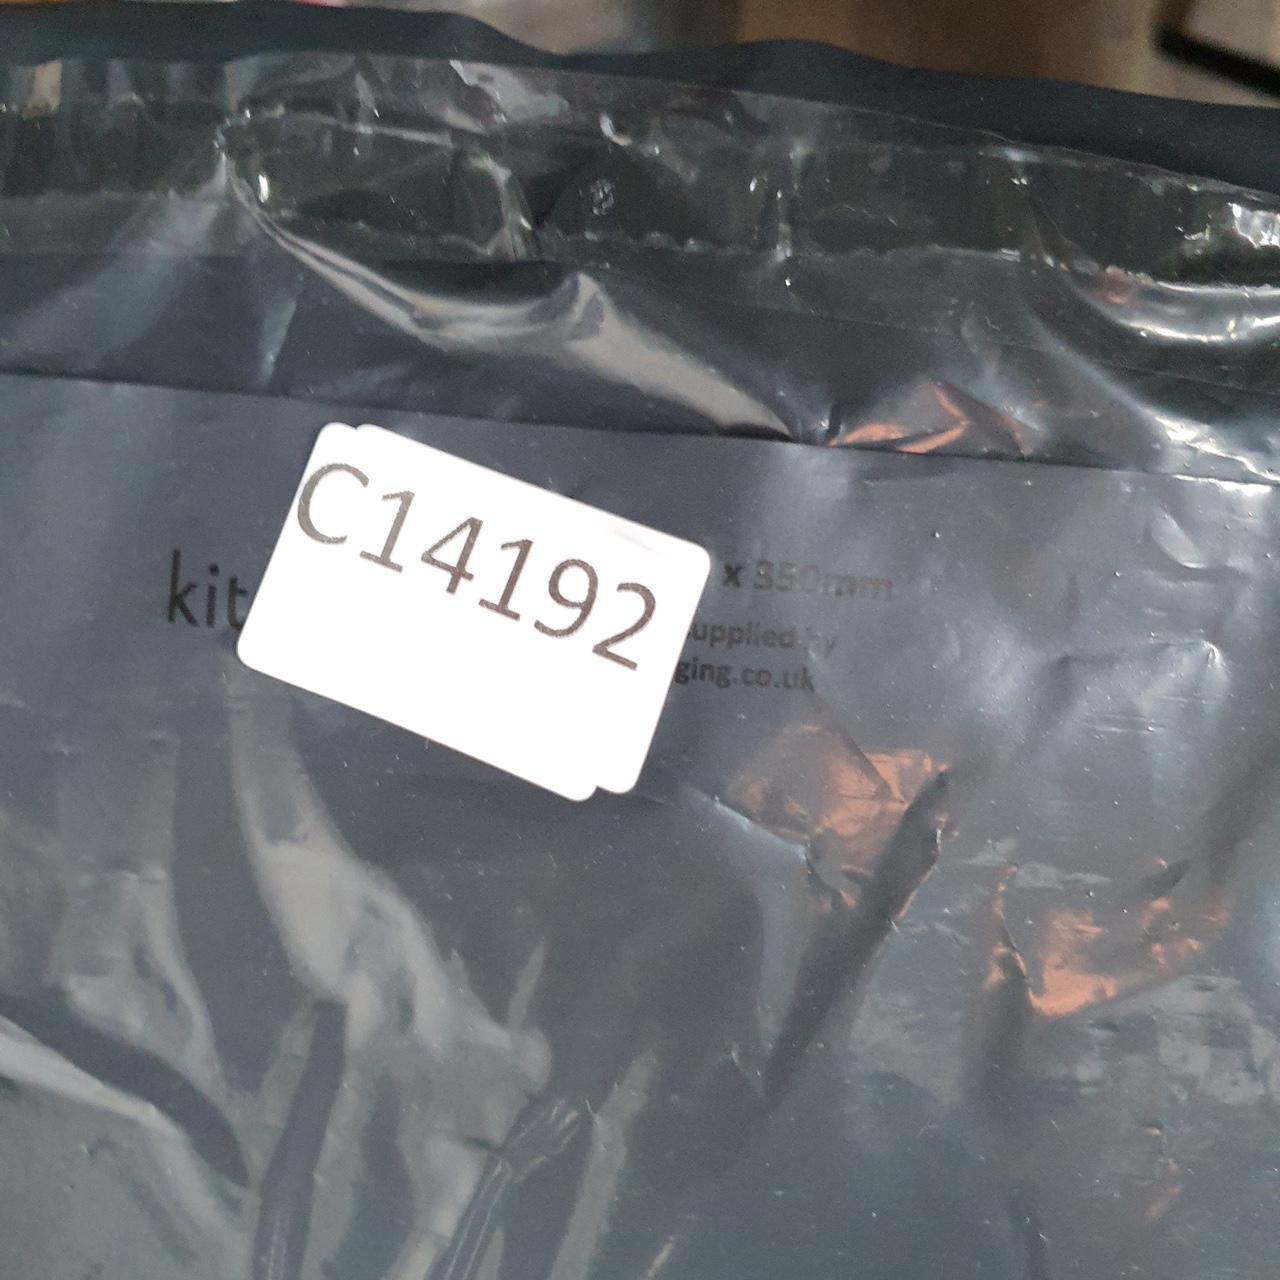 C14192
kit
x 350mm
supplied by
ging.co.uk